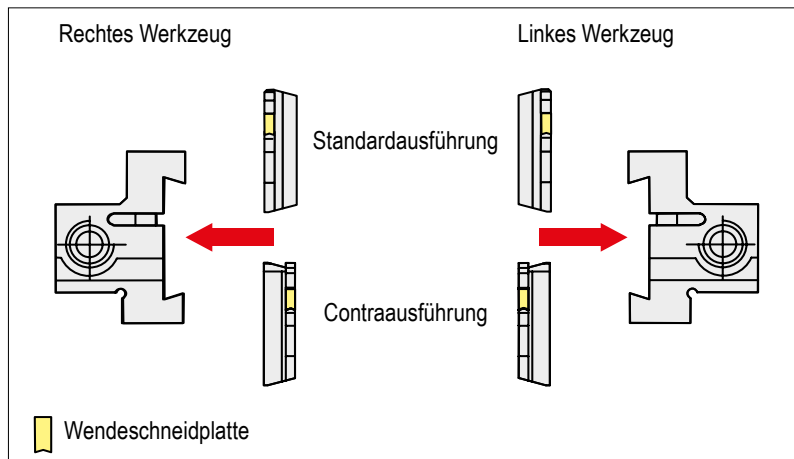 Rechtes Werkzeug
Linkes Werkzeug
Standardausführung
Contraausführung
Wendeschneidplatte